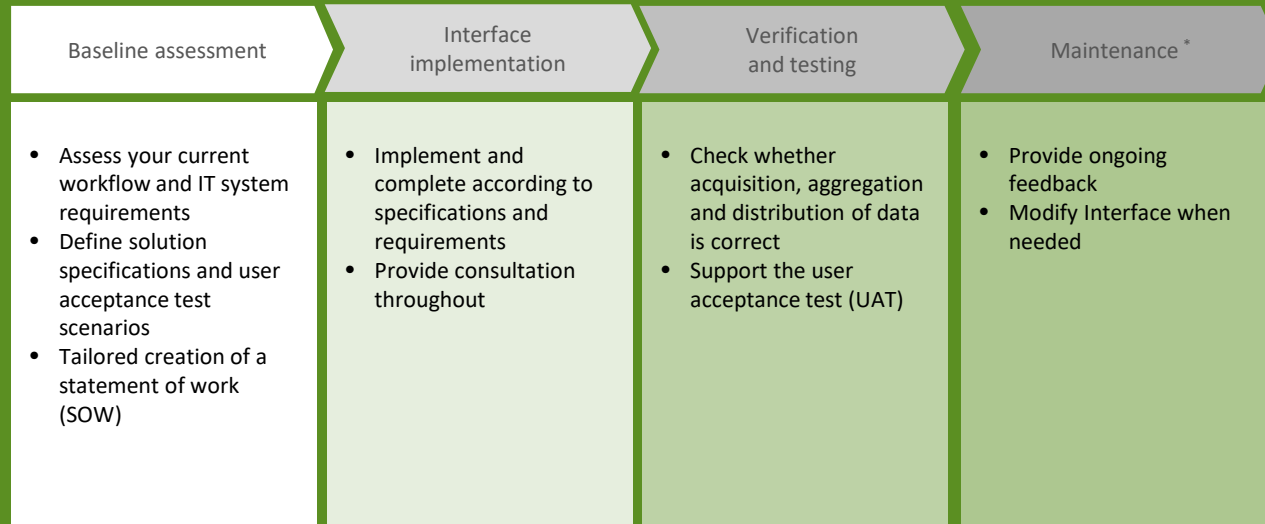 Baseline assessment
Interface
implementation
Verification
and testing
Maintenance *
• Assess your current
workflow and IT system
requirements
• Define solution
specifications and user
acceptance test
scenarios
• Tailored creation of a
statement of work
(SOW)
• Implement and
complete according to
specifications and
requirements
• Provide consultation
throughout
• Check whether
acquisition, aggregation
and distribution of data
is correct
• Support the user
acceptance test (UAT)
• Provide ongoing
feedback
• Modify Interface when
needed